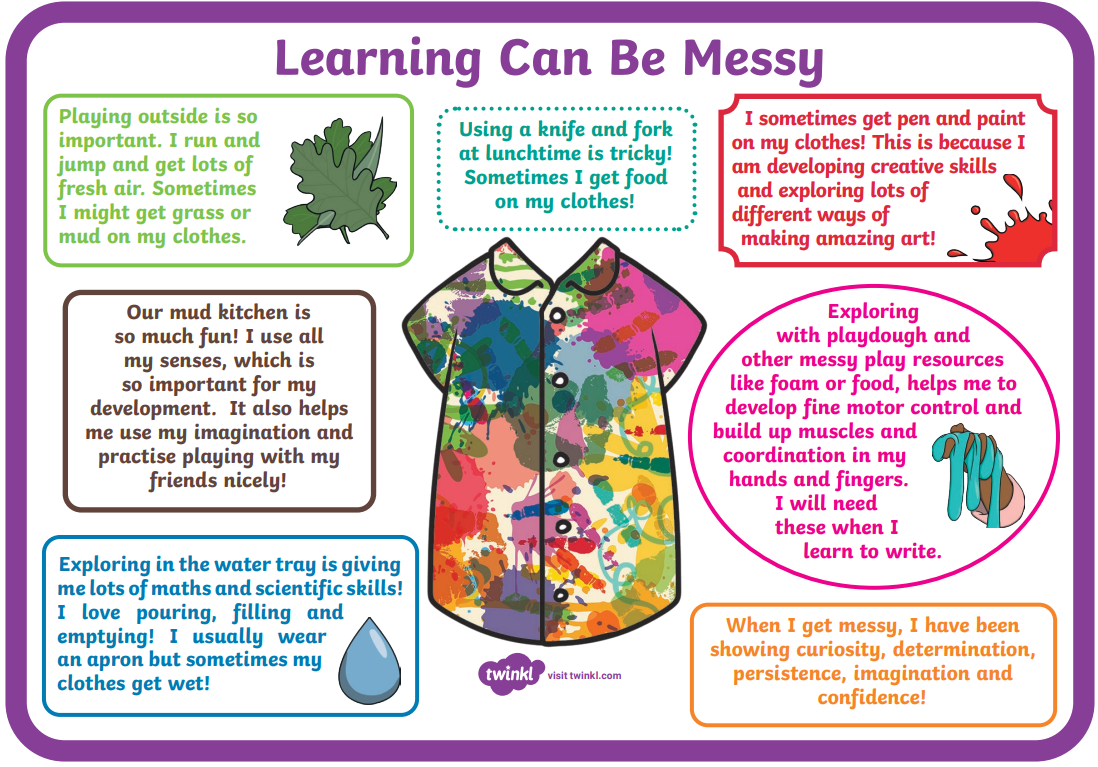 Learning Can Be Messy
Playing outside is so
important. I run and
jump and get lots of
fresh air. Sometimes
I might get grass or
mud on my clothes.
Using a knife and fork
at lunchtime is tricky!
Sometimes I get food
on my clothes!
I sometimes get pen and paint
on my clothes! This is because I
am developing creative skills
and exploring lots of
different ways of
making amazing art!
Our mud kitchen is
so much fun! I use all
my senses, which is
so important for my
development. It also helps
me use my imagination and
practise playing with my
friends nicely!
Exploring
with playdough and
other messy play resources
like foam or food, helps me to
develop fine motor control and
build up muscles and
coordination in my
hands and fingers.
I will need
these when I
learn to write.
Exploring in the water tray is giving
me lots of maths and scientific skills!
I love pouring, filling and
emptying! I usually wear
an apron but sometimes my
clothes get wet!
When I get messy, I have been
showing curiosity, determination,
persistence, imagination and
confidence!
twinkl visit twinkl.com